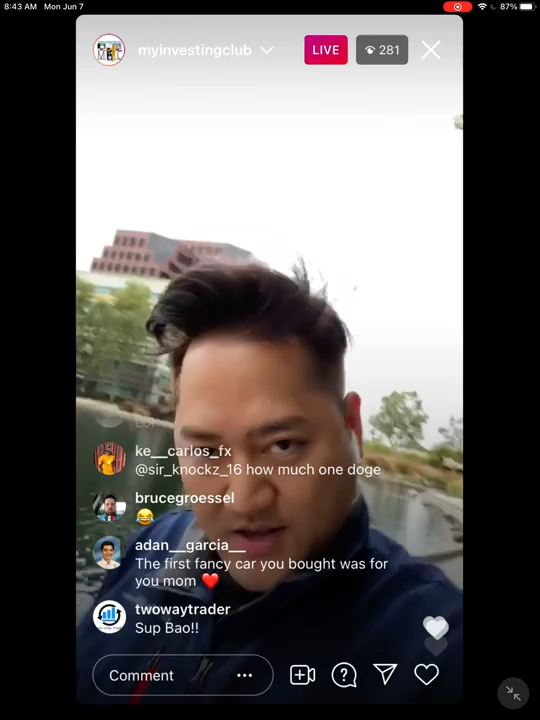 8:43 AM Mon Jun 7
87%
myinvestingclub
LIVE
281
ke__carlos_fx
@sir_knockz_16 how much one doge
brucegroessel
😂
adan__garcia__
The first fancy car you bought was for
you mom ❤️
twowaytrader
Sup Bao!!
Comment